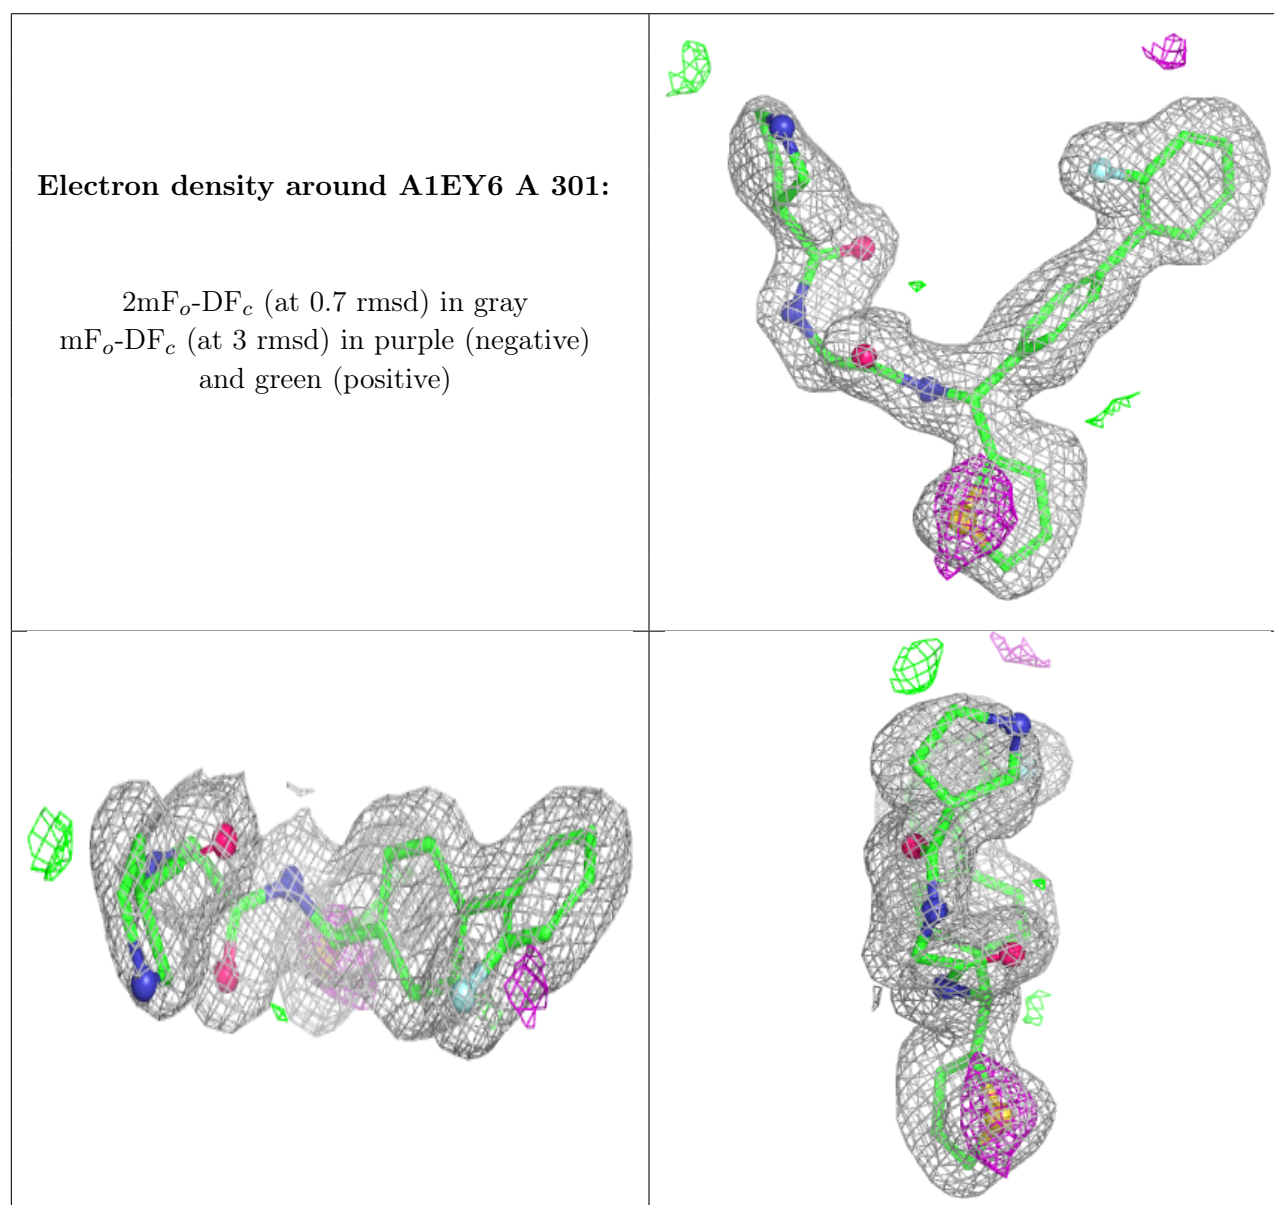 Electron density around A1EY6 A 301:
2mFo-DFc (at 0.7 rmsd) in gray
mFo-DFc (at 3 rmsd) in purple (negative)
and green (positive)